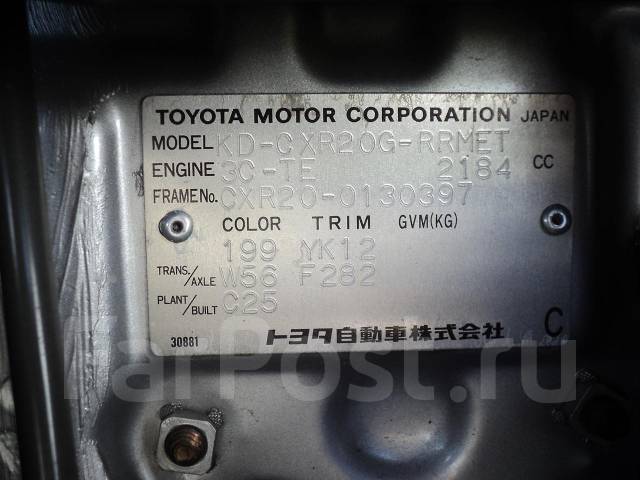 TOYOTA MOTOR CORPORATION JAPAN
MODEL KD-CXR20G-RRMET
ENGINE 3C-TE 2184 CC
FRAME No. CXR20-0130397
COLOR TRIM GVM(KG)
199 YK12
TRANS./AXLE W56 F282
PLANT/BUILT C25
30881 トヨタ自動車株式会社 C
FarPost.ru